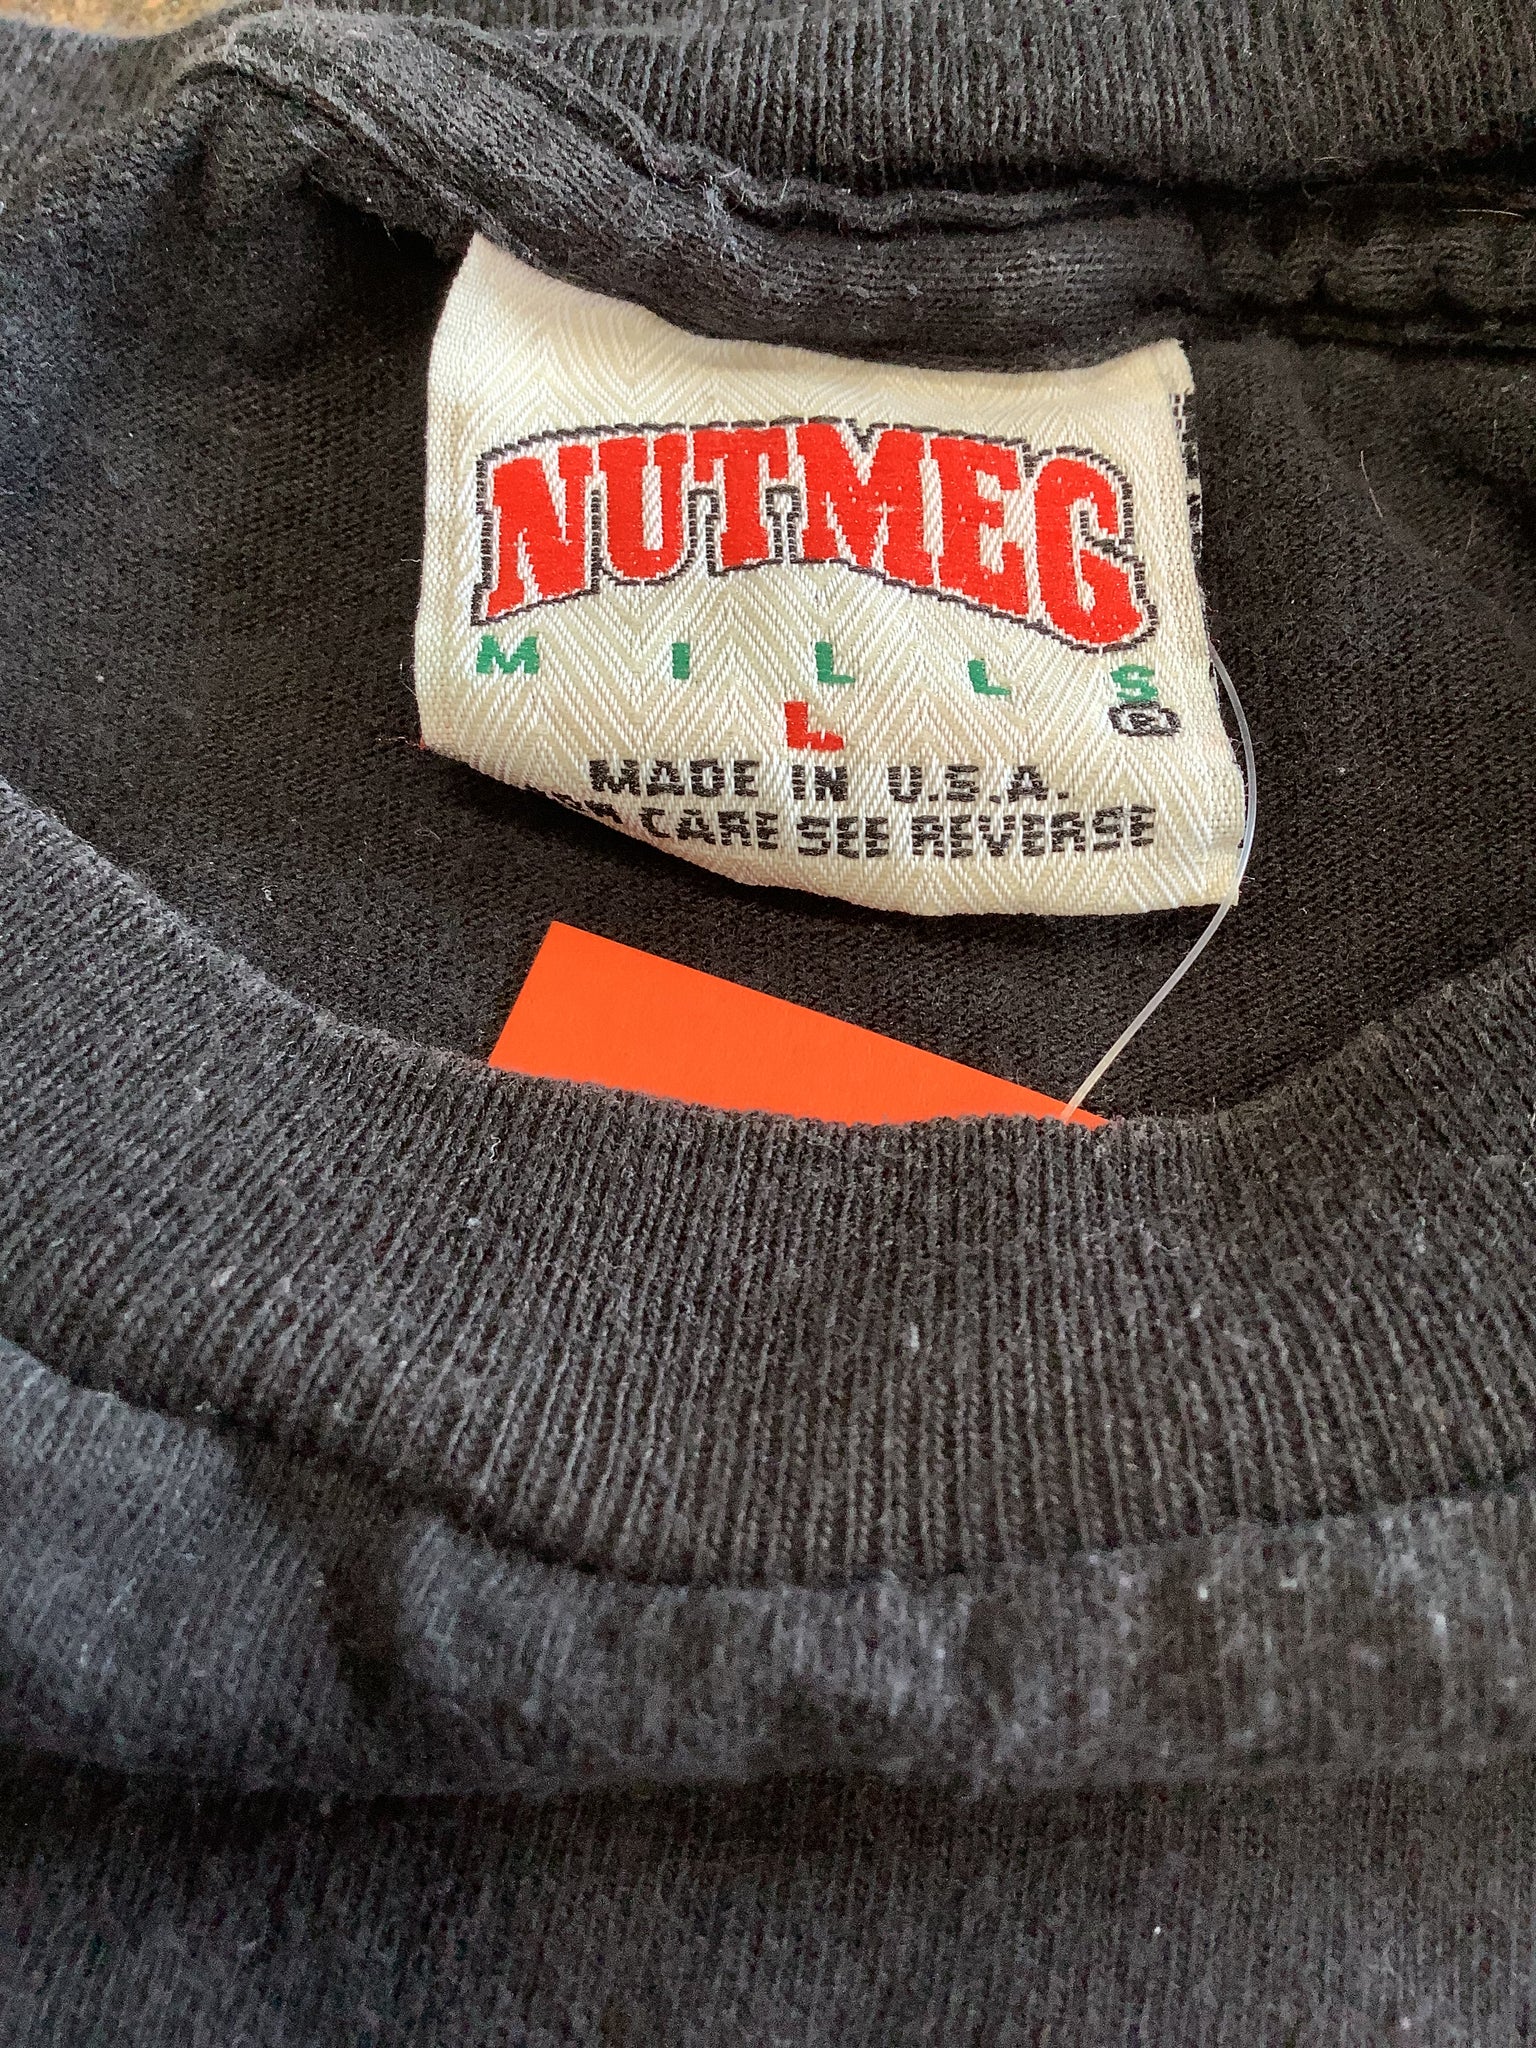 NUTMEG
MILLS
®
L
MADE IN U.S.A.
CARE SEE REVERSE